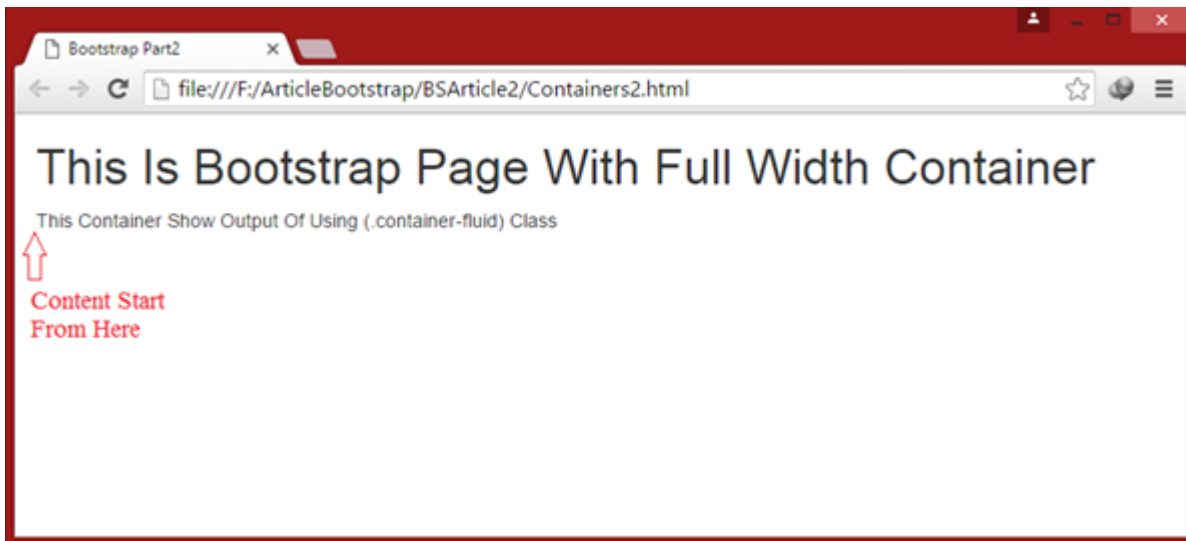 Bootstrap Part2
file:///F:/ArticleBootstrap/BSArticle2/Containers2.html
This Is Bootstrap Page With Full Width Container
This Container Show Output Of Using (.container-fluid) Class
Content Start
From Here